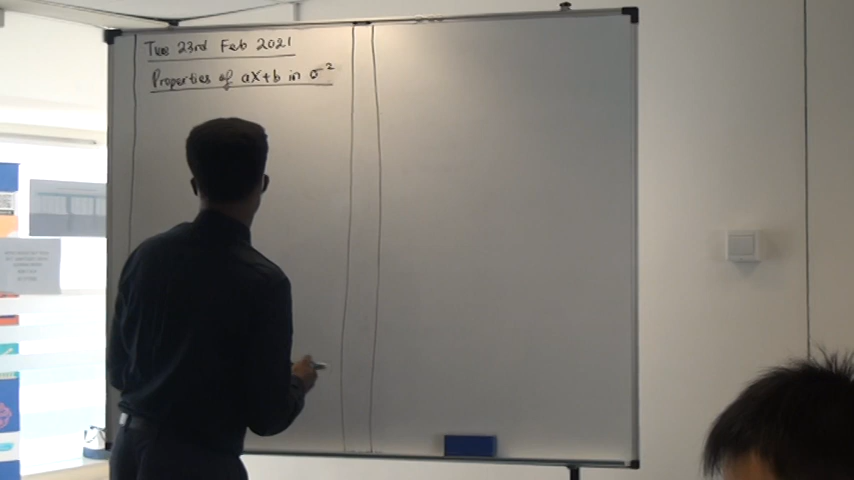 Tue 23rd Feb 2021
Properties of aX+b in σ²